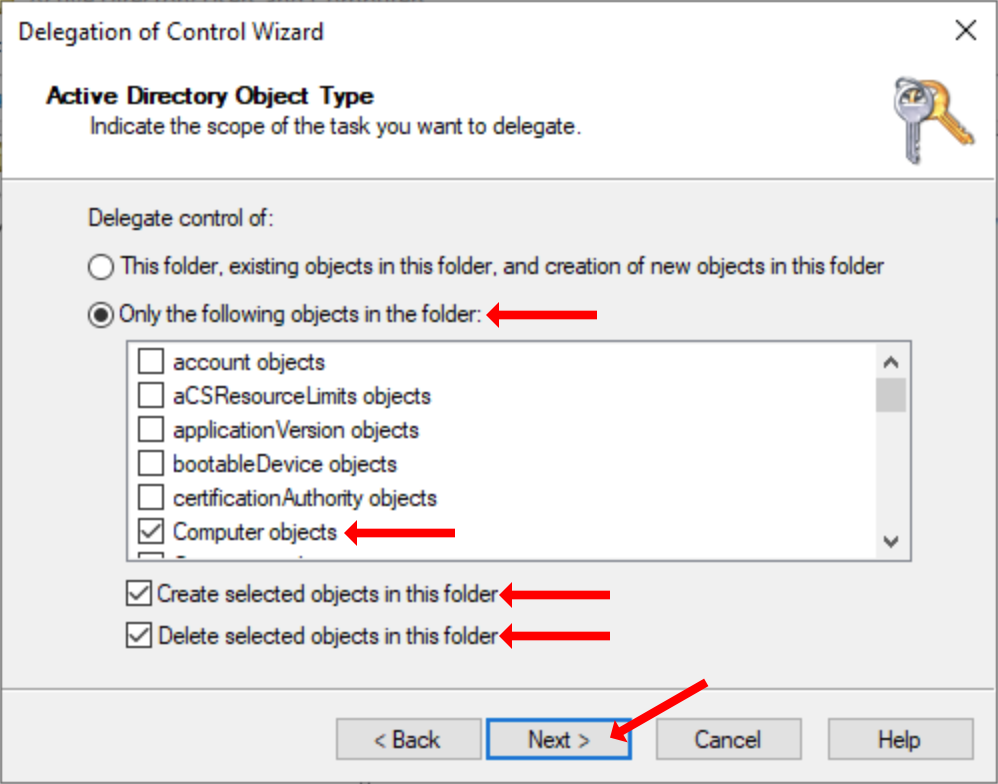 Delegation of Control Wizard
Active Directory Object Type
Indicate the scope of the task you want to delegate.
Delegate control of:
This folder, existing objects in this folder, and creation of new objects in this folder
Only the following objects in the folder:
account objects
aCSResourceLimits objects
applicationVersion objects
bootableDevice objects
certificationAuthority objects
Computer objects
Create selected objects in this folder
Delete selected objects in this folder
< Back
Next >
Cancel
Help